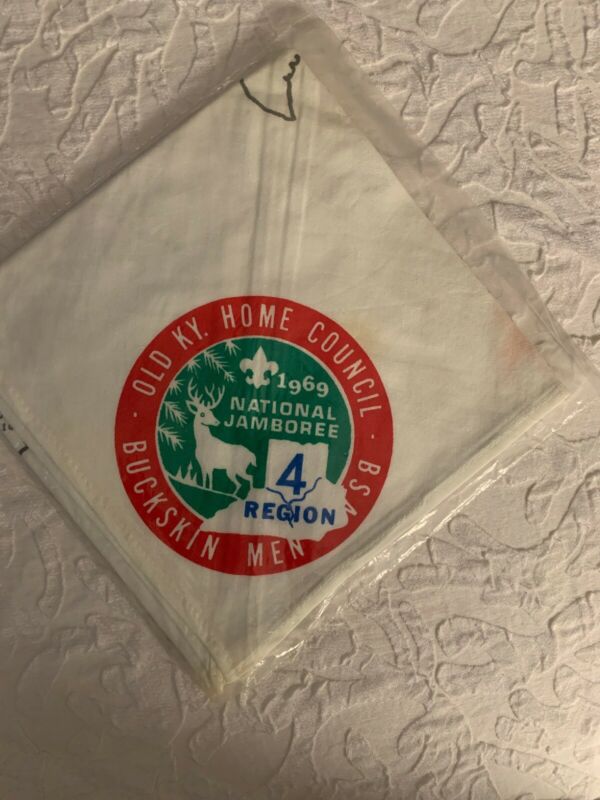 OLD KY. HOME COUNCIL · BSA
BUCKSKIN MEN
1969
NATIONAL
JAMBOREE
4
REGION